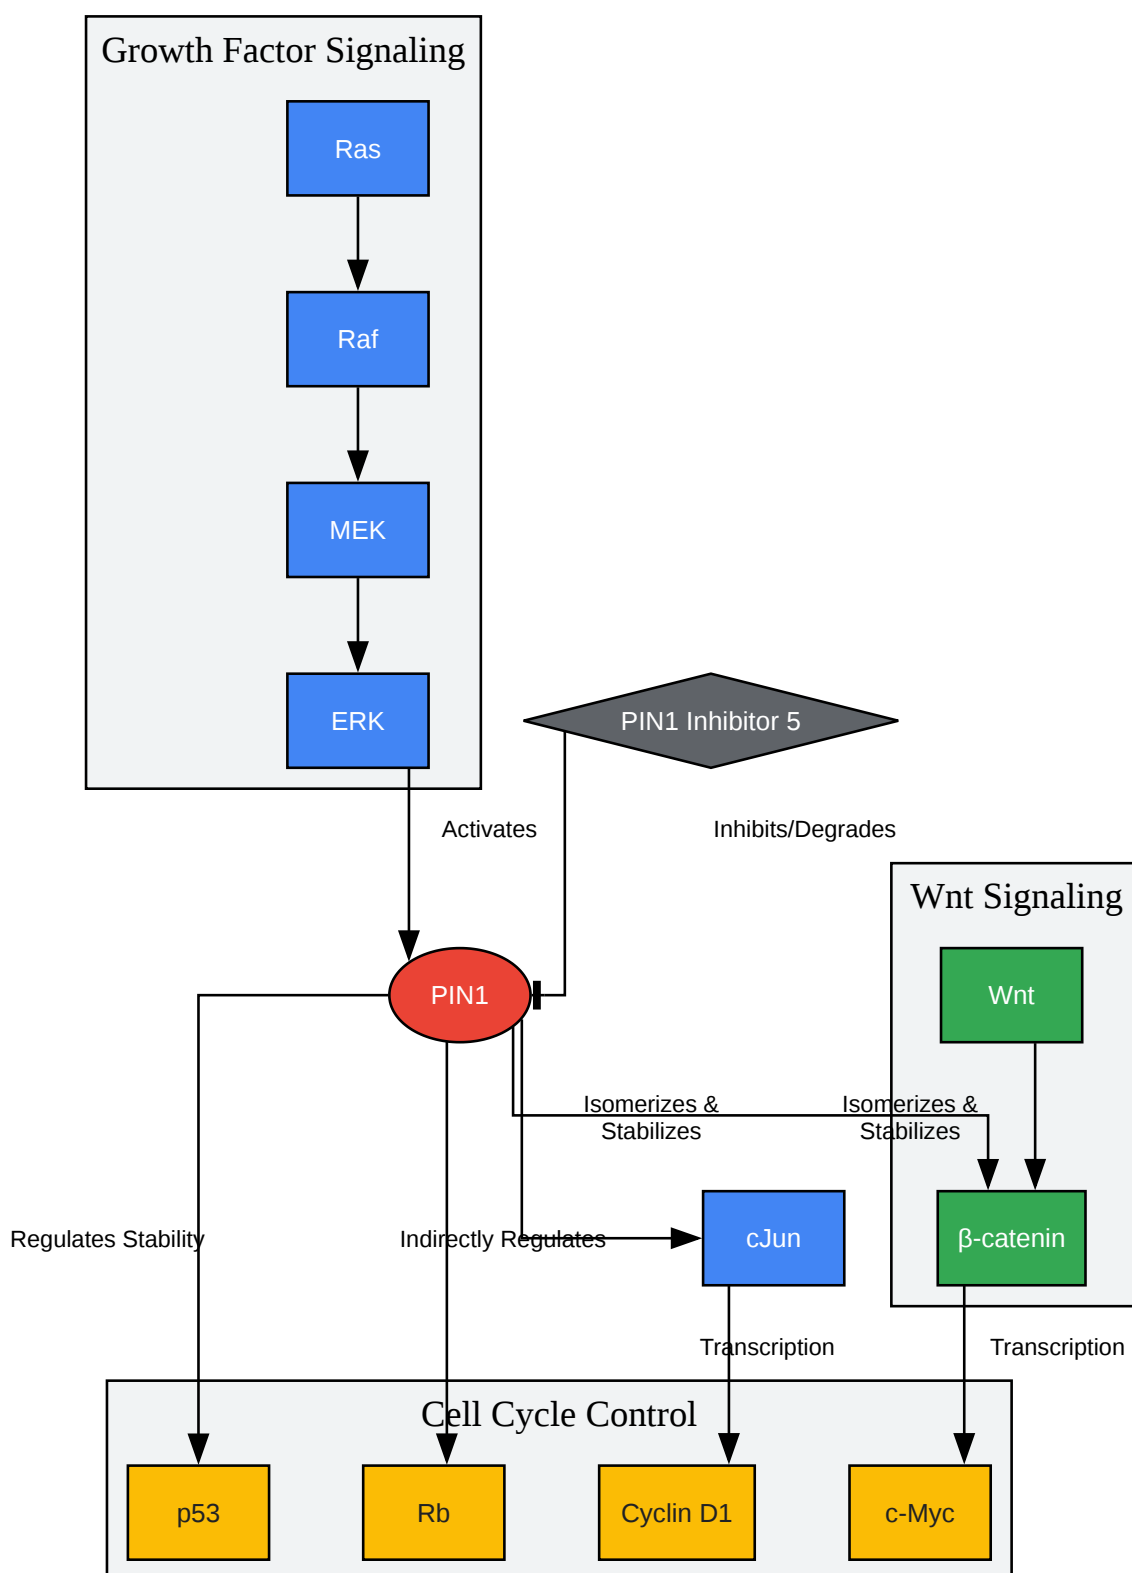 Growth Factor Signaling
Ras
Raf
MEK
ERK
PIN1 Inhibitor 5
Activates
Inhibits/Degrades
Wnt Signaling
PIN1
Wnt
Isomerizes &
Stabilizes
Isomerizes &
Stabilizes
Regulates Stability
Indirectly Regulates
cJun
β-catenin
Transcription
Transcription
Cell Cycle Control
p53
Rb
Cyclin D1
c-Myc